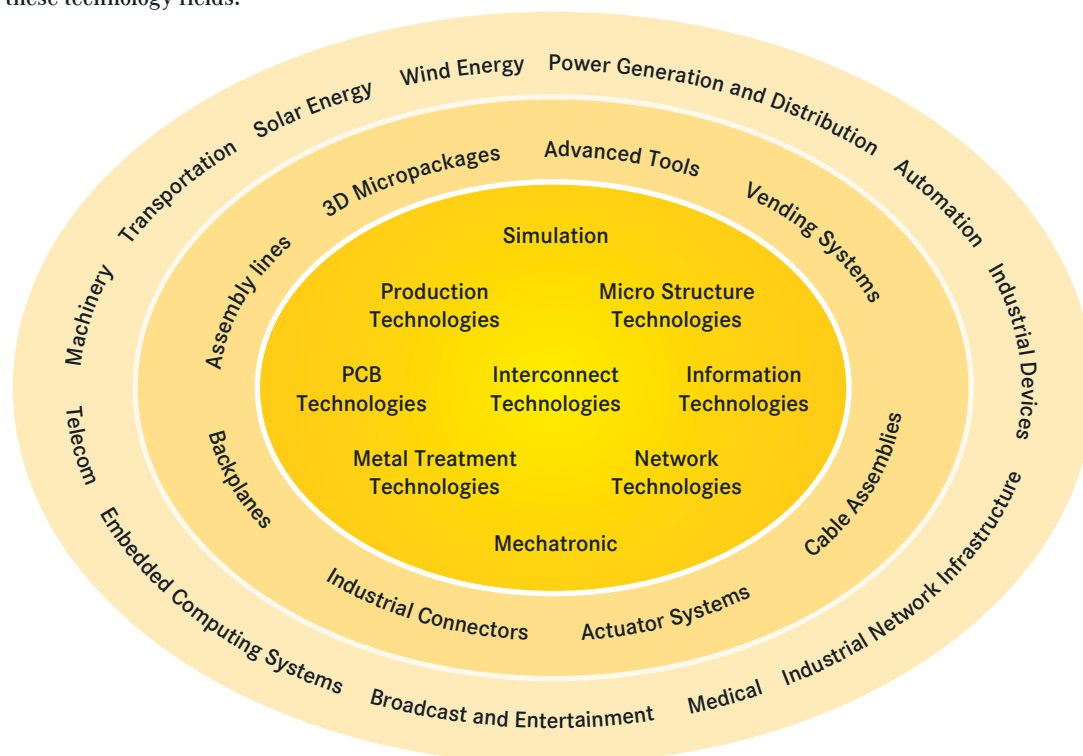 these technology fields.
Wind Energy
Power Generation and Distribution
Solar Energy
Automation
Transportation
Industrial Devices
Machinery
Telecom
Industrial Network Infrastructure
Embedded Computing Systems
Medical
Broadcast and Entertainment
3D Micropackages
Advanced Tools
Vending Systems
Assembly lines
Backplanes
Cable Assemblies
Industrial Connectors
Actuator Systems
Simulation
Production
Technologies
Micro Structure
Technologies
PCB
Technologies
Interconnect
Technologies
Information
Technologies
Metal Treatment
Technologies
Network
Technologies
Mechatronic